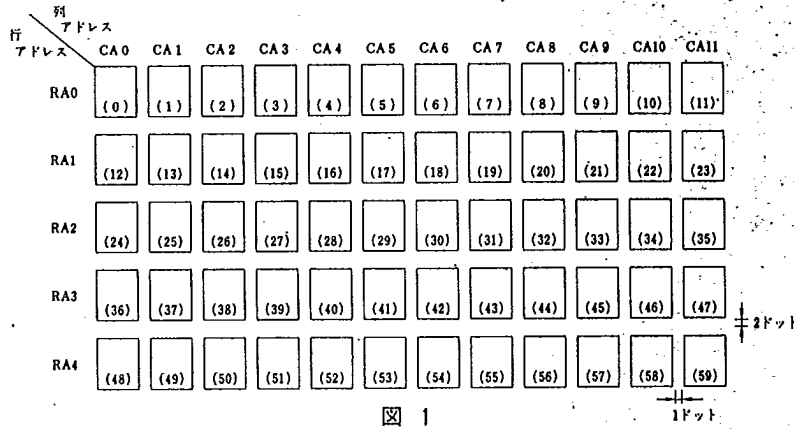 列
アドレス
行
アドレス
CA0 CA1 CA2 CA3 CA4 CA5 CA6 CA7 CA8 CA9 CA10 CA11
RA0
(0) (1) (2) (3) (4) (5) (6) (7) (8) (9) (10) (11)
RA1
(12) (13) (14) (15) (16) (17) (18) (19) (20) (21) (22) (23)
RA2
(24) (25) (26) (27) (28) (29) (30) (31) (32) (33) (34) (35)
RA3
(36) (37) (38) (39) (40) (41) (42) (43) (44) (45) (46) (47)
2ドット
RA4
(48) (49) (50) (51) (52) (53) (54) (55) (56) (57) (58) (59)
1ドット
図 1